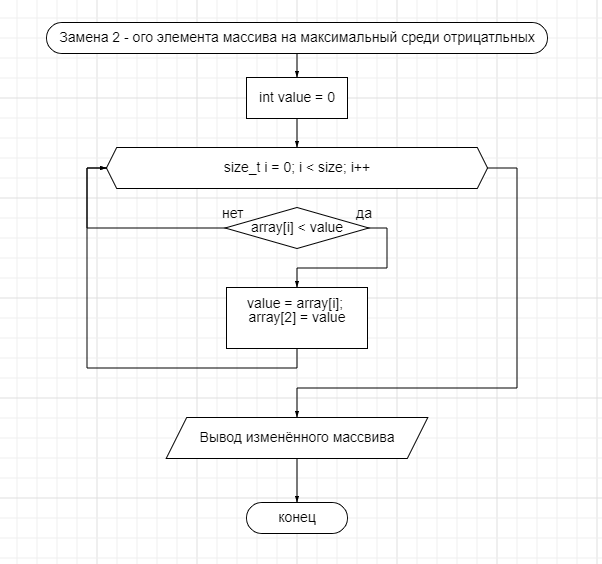 Замена 2 - ого элемента массива на максимальный среди отрицатльных
int value = 0
size_t i = 0; i < size; i++
нет
да
array[i] < value
value = array[i];
array[2] = value
Вывод изменённого массвива
конец